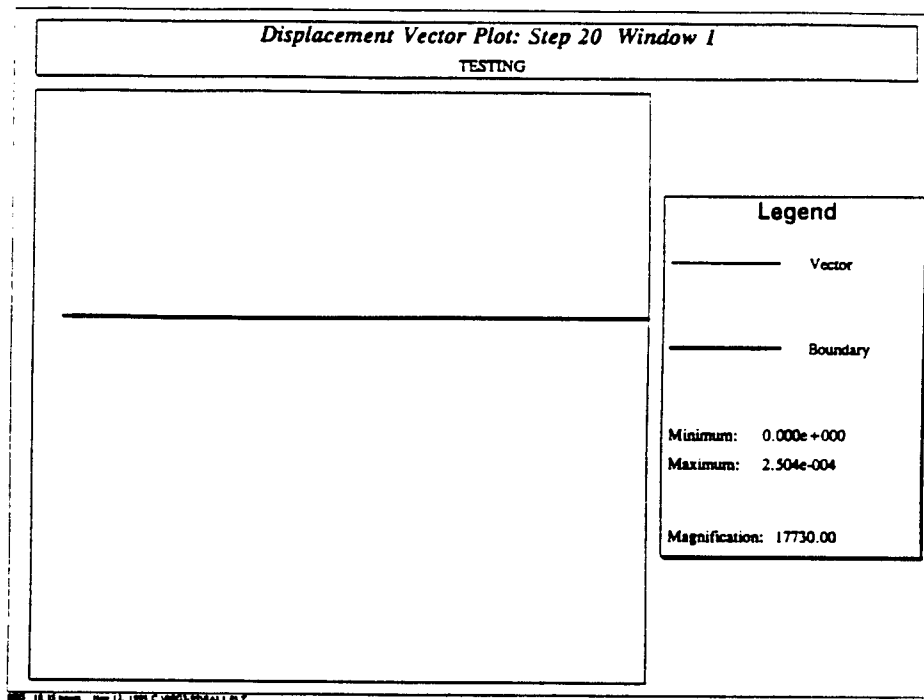 Displacement Vector Plot: Step 20 Window 1
TESTING
Legend
Vector
Boundary
Minimum: 0.000e+000
Maximum: 2.504e-004
Magnification: 17730.00